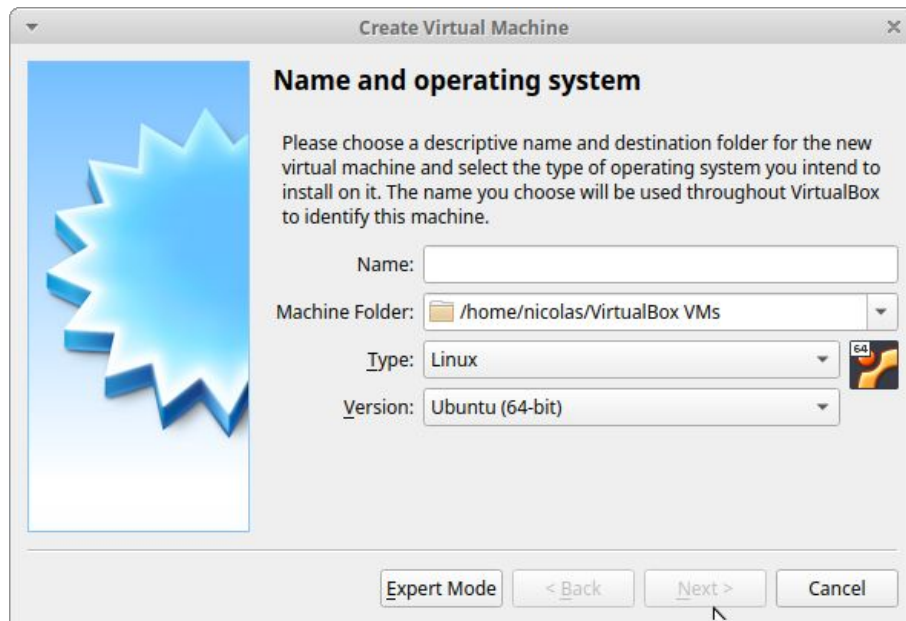 Create Virtual Machine
Name and operating system
Please choose a descriptive name and destination folder for the new
virtual machine and select the type of operating system you intend to
install on it. The name you choose will be used throughout VirtualBox
to identify this machine.
Name:
Machine Folder: /home/nicolas/VirtualBox VMs
Type: Linux
64
Version: Ubuntu (64-bit)
Expert Mode < Back Next > Cancel